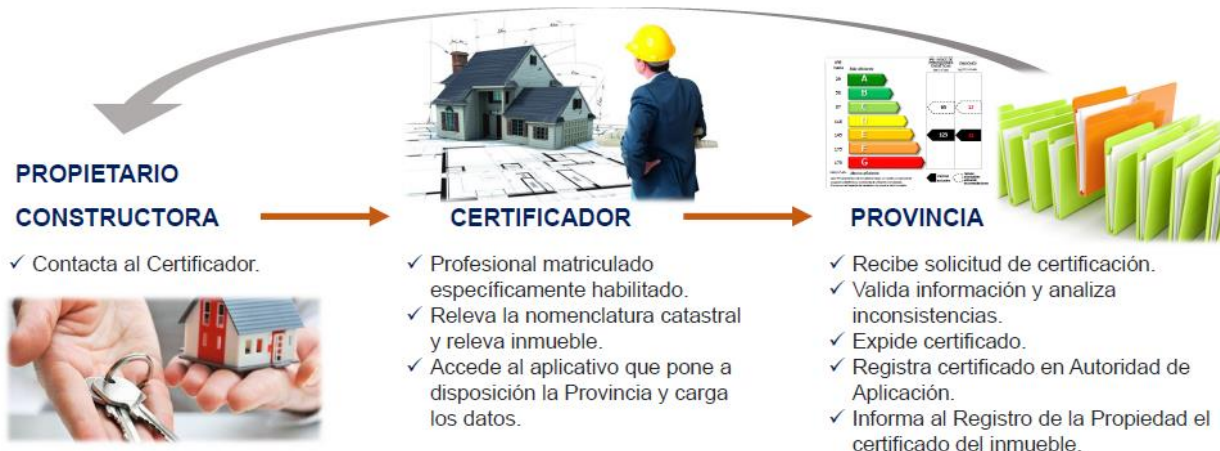 A
B
C
D
E
F
G
PROPIETARIO
CONSTRUCTORA
CERTIFICADOR
PROVINCIA
✓ Contacta al Certificador.
✓ Profesional matriculado
específicamente habilitado.
✓ Releva la nomenclatura catastral
y releva inmueble.
✓ Accede al aplicativo que pone a
disposición la Provincia y carga
los datos.
✓ Recibe solicitud de certificación.
✓ Valida información y analiza
inconsistencias.
✓ Expide certificado.
✓ Registra certificado en Autoridad de
Aplicación.
✓ Informa al Registro de la Propiedad el
certificado del inmueble.